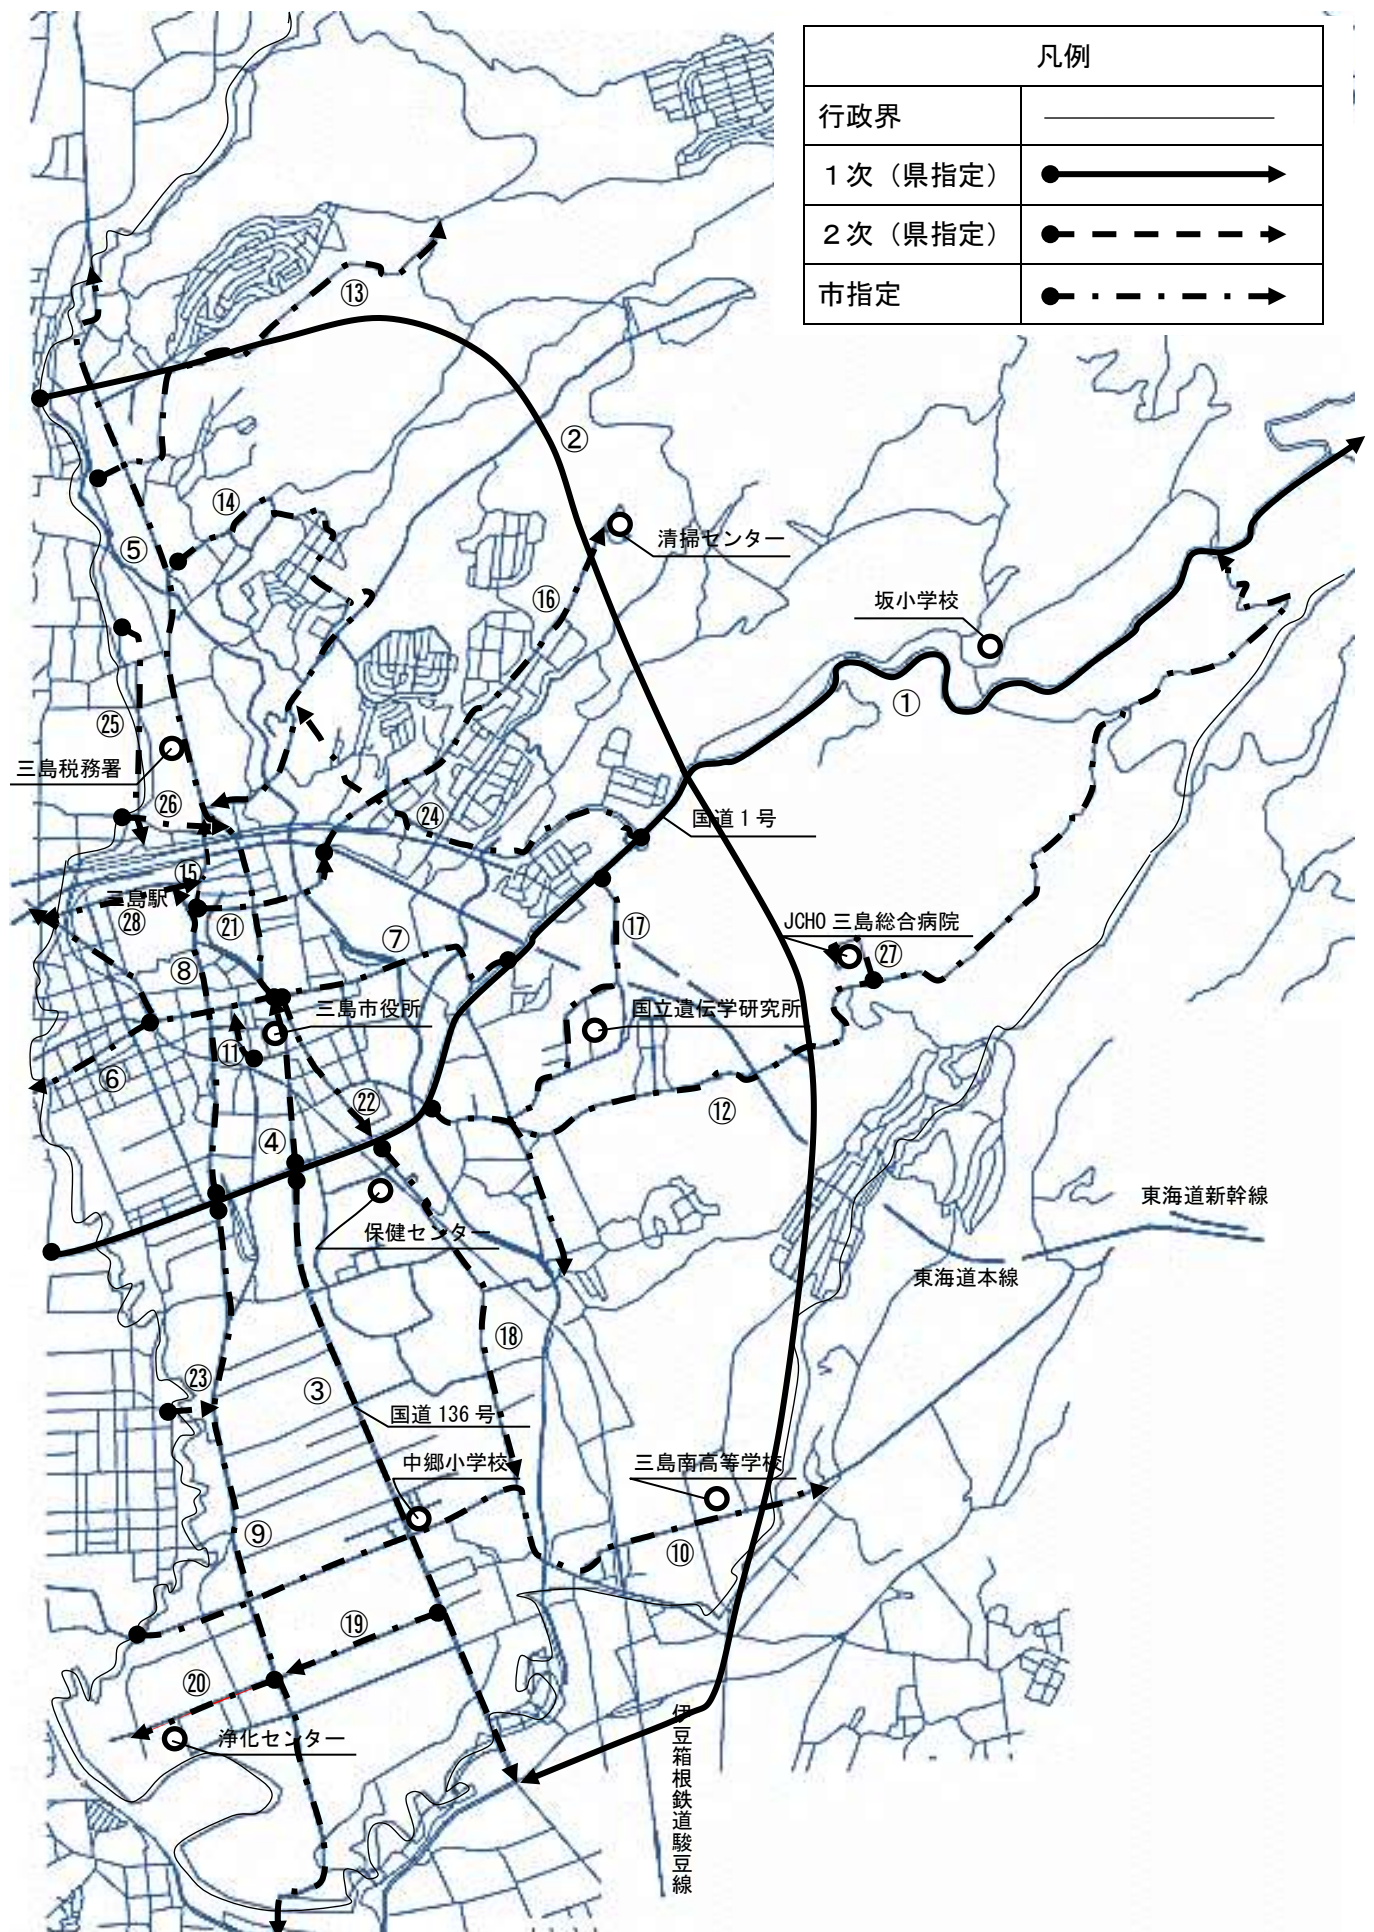 凡例
行政界
１次（県指定）
２次（県指定）
市指定
⑬
②
⑭
清掃センター
⑤
⑯
坂小学校
①
㉕
三島税務署
㉖
㉔
国道１号
⑮
三島駅
㉘
㉑
⑦
⑰
JCHO 三島総合病院
㉗
⑧
三島市役所
国立遺伝学研究所
⑪
⑥
㉒
⑫
④
保健センター
東海道新幹線
東海道本線
⑱
㉓
③
国道 136 号
中郷小学校
三島南高等学校
⑨
⑩
⑲
⑳
浄化センター
伊豆箱根鉄道駿豆線